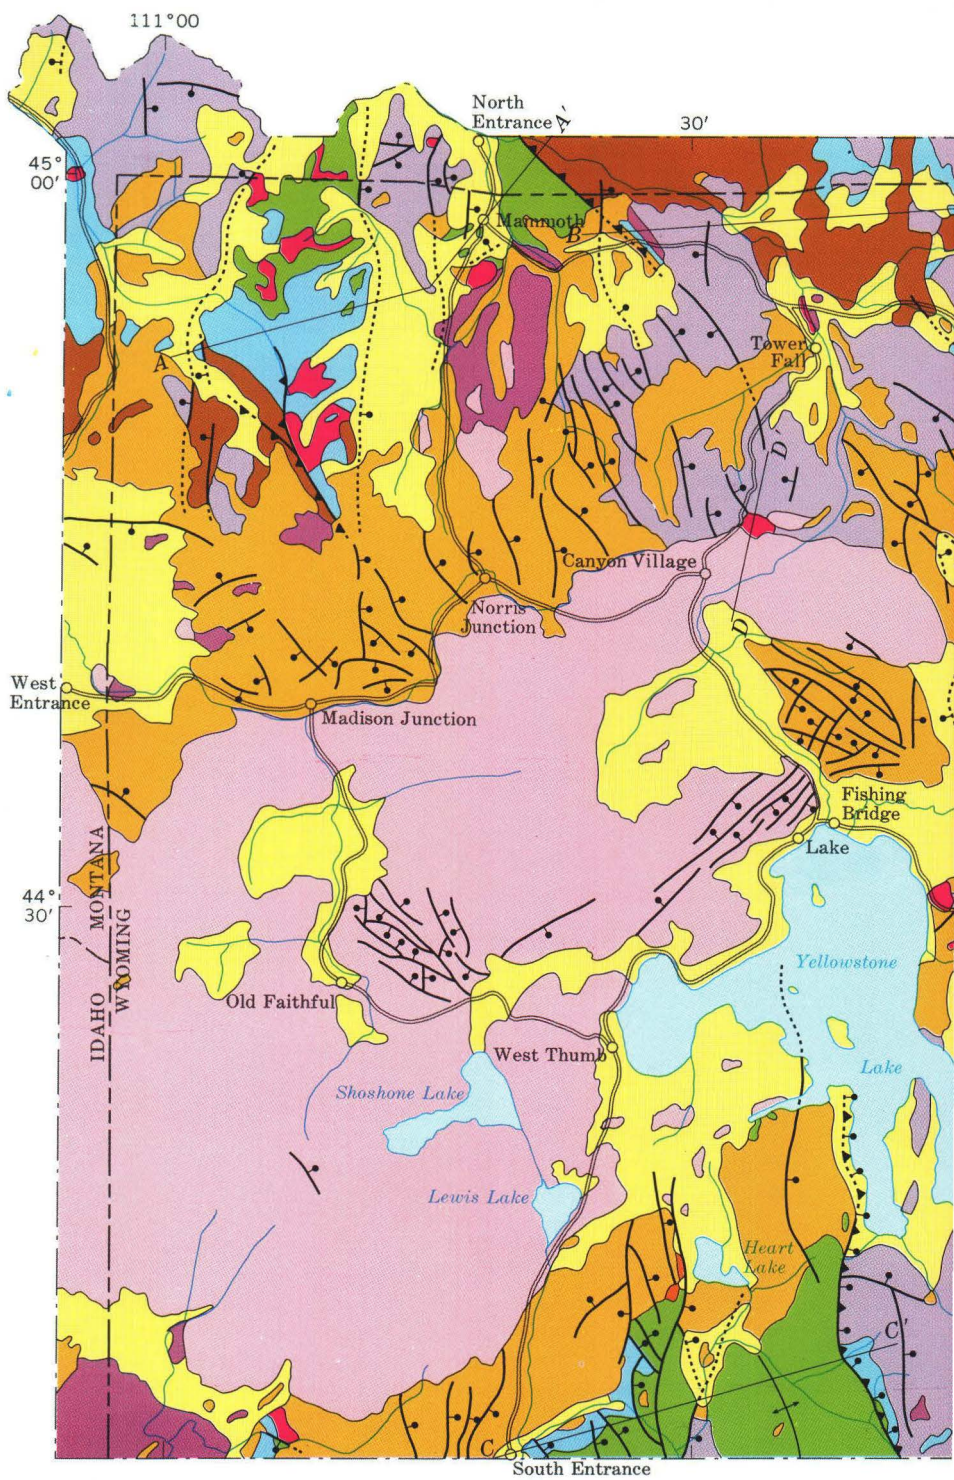 111°00
North
Entrance
A'
30'
45°
00'
Mammoth
B
A
Tower
Fall
D
Canyon Village
Norris
Junction
D'
West
Entrance
Madison Junction
Fishing
Bridge
Lake
44°
30'
MONTANA
IDAHO
WYOMING
Yellowstone
Lake
Old Faithful
West Thumb
Shoshone Lake
Lewis Lake
Heart
Lake
C'
C
South Entrance